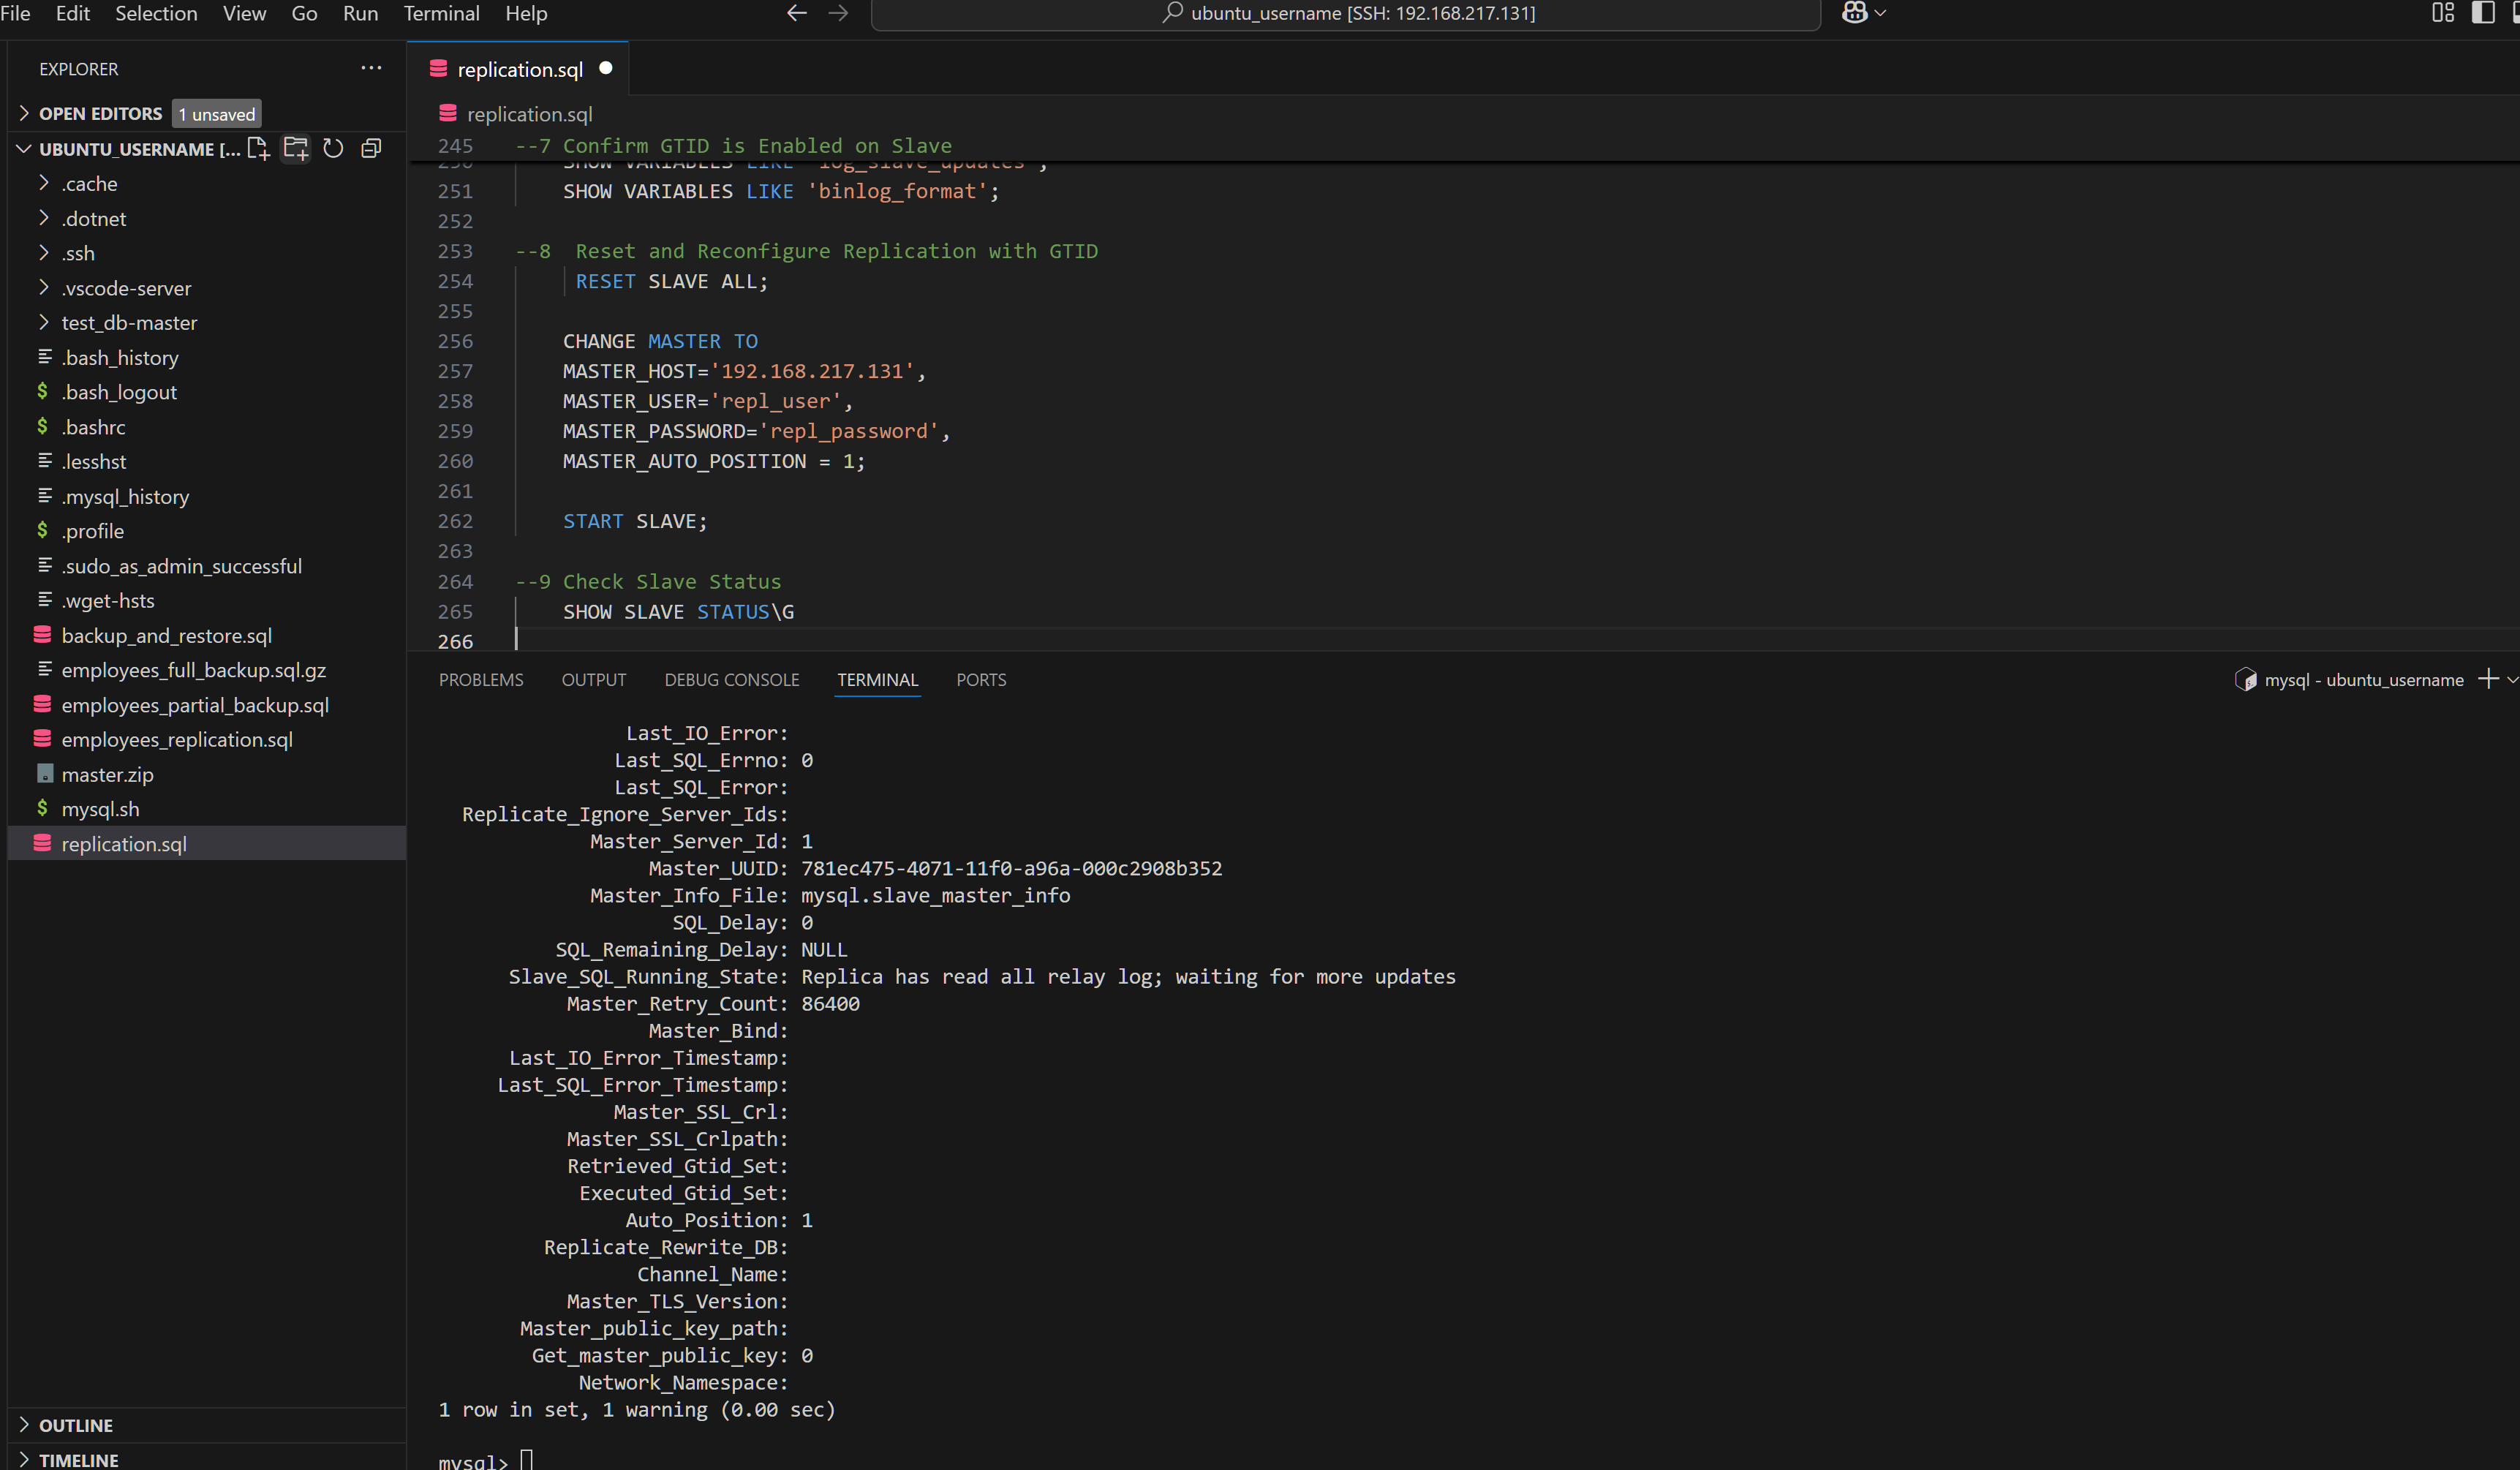 File Edit Selection View Go Run Terminal Help
ubuntu_username [SSH: 192.168.217.131]
EXPLORER
OPEN EDITORS 1 unsaved
UBUNTU_USERNAME [...
.cache
.dotnet
.ssh
.vscode-server
test_db-master
.bash_history
.bash_logout
.bashrc
.lesshst
.mysql_history
.profile
.sudo_as_admin_successful
.wget-hsts
backup_and_restore.sql
employees_full_backup.sql.gz
employees_partial_backup.sql
employees_replication.sql
master.zip
mysql.sh
replication.sql
OUTLINE
TIMELINE
replication.sql
replication.sql
245 --7 Confirm GTID is Enabled on Slave
250 SHOW VARIABLES LIKE 'log_slave_updates';
251 SHOW VARIABLES LIKE 'binlog_format';
252
253 --8  Reset and Reconfigure Replication with GTID
254 RESET SLAVE ALL;
255
256 CHANGE MASTER TO
257 MASTER_HOST='192.168.217.131',
258 MASTER_USER='repl_user',
259 MASTER_PASSWORD='repl_password',
260 MASTER_AUTO_POSITION = 1;
261
262 START SLAVE;
263
264 --9 Check Slave Status
265 SHOW SLAVE STATUS\G
266
PROBLEMS OUTPUT DEBUG CONSOLE TERMINAL PORTS
mysql - ubuntu_username
Last_IO_Error:
Last_SQL_Errno: 0
Last_SQL_Error:
Replicate_Ignore_Server_Ids:
Master_Server_Id: 1
Master_UUID: 781ec475-4071-11f0-a96a-000c2908b352
Master_Info_File: mysql.slave_master_info
SQL_Delay: 0
SQL_Remaining_Delay: NULL
Slave_SQL_Running_State: Replica has read all relay log; waiting for more updates
Master_Retry_Count: 86400
Master_Bind:
Last_IO_Error_Timestamp:
Last_SQL_Error_Timestamp:
Master_SSL_Crl:
Master_SSL_Crlpath:
Retrieved_Gtid_Set:
Executed_Gtid_Set:
Auto_Position: 1
Replicate_Rewrite_DB:
Channel_Name:
Master_TLS_Version:
Master_public_key_path:
Get_master_public_key: 0
Network_Namespace:
1 row in set, 1 warning (0.00 sec)
mysql>